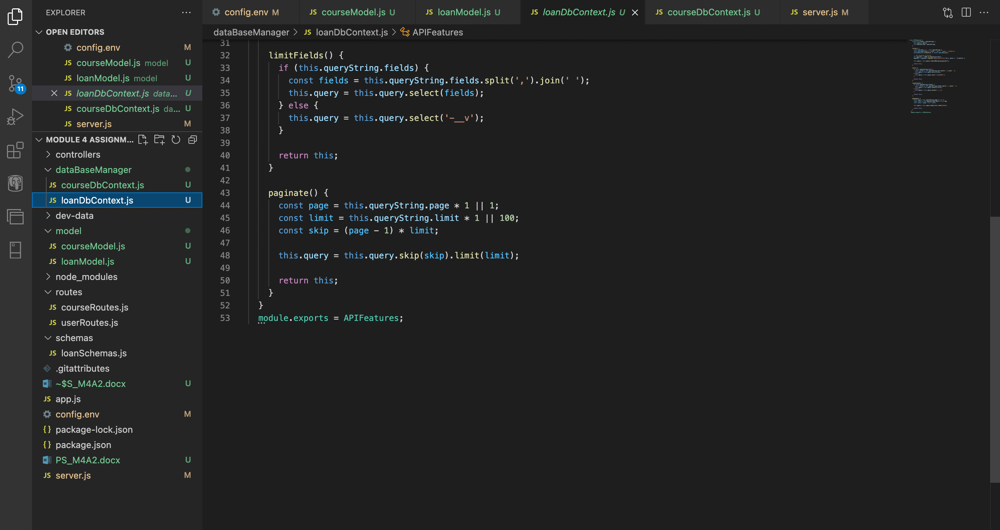 EXPLORER
OPEN EDITORS
config.env M
courseModel.js model U
loanModel.js model U
loanDbContext.js data... U
courseDbContext.js da... U
server.js M
MODULE 4 ASSIGNM...
controllers
dataBaseManager
courseDbContext.js U
loanDbContext.js U
dev-data
model
courseModel.js U
loanModel.js U
node_modules
routes
courseRoutes.js
userRoutes.js
schemas
loanSchemas.js
.gitattributes
~$S_M4A2.docx U
app.js
config.env M
package-lock.json
package.json
PS_M4A2.docx U
server.js M
11
config.env M JS courseModel.js U JS loanModel.js U JS loanDbContext.js U JS courseDbContext.js U JS server.js M
dataBaseManager > JS loanDbContext.js > APIFeatures
31
32 limitFields() {
33 if (this.queryString.fields) {
34 const fields = this.queryString.fields.split(',').join(' ');
35 this.query = this.query.select(fields);
36 } else {
37 this.query = this.query.select('-__v');
38 }
39
40 return this;
41 }
42
43 paginate() {
44 const page = this.queryString.page * 1 || 1;
45 const limit = this.queryString.limit * 1 || 100;
46 const skip = (page - 1) * limit;
47
48 this.query = this.query.skip(skip).limit(limit);
49
50 return this;
51 }
52 }
53 module.exports = APIFeatures;